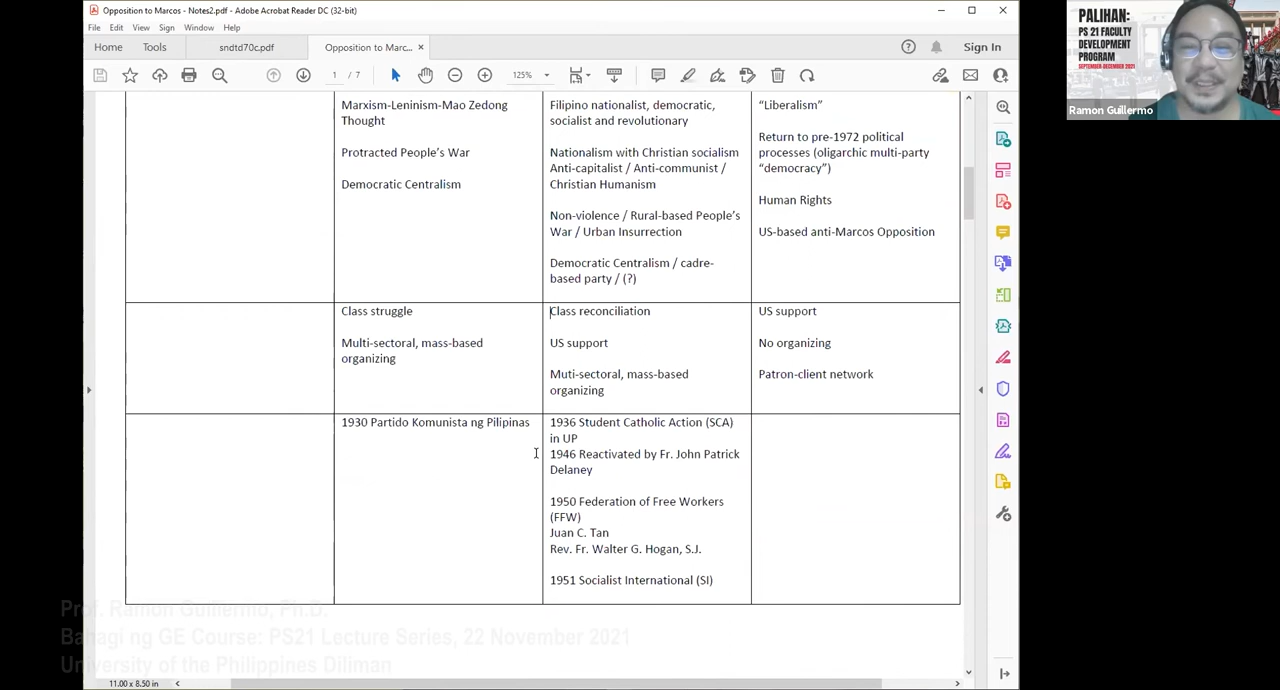 Opposition to Marcos - Notes2.pdf - Adobe Acrobat Reader DC (32-bit)
File Edit View Sign Window Help
Home Tools sndtd70c.pdf Opposition to Marc... × Sign In
1 / 7 125%
Marxism-Leninism-Mao Zedong
Thought
Protracted People's War
Democratic Centralism
Filipino nationalist, democratic,
socialist and revolutionary
Nationalism with Christian socialism
Anti-capitalist / Anti-communist /
Christian Humanism
Non-violence / Rural-based People's
War / Urban Insurrection
Democratic Centralism / cadre-
based party / (?)
“Liberalism”
Return to pre-1972 political
processes (oligarchic multi-party
“democracy”)
Human Rights
US-based anti-Marcos Opposition
Class struggle
Multi-sectoral, mass-based
organizing
Class reconciliation
US support
Muti-sectoral, mass-based
organizing
US support
No organizing
Patron-client network
1930 Partido Komunista ng Pilipinas
1936 Student Catholic Action (SCA)
in UP
1946 Reactivated by Fr. John Patrick
Delaney
1950 Federation of Free Workers
(FFW)
Juan C. Tan
Rev. Fr. Walter G. Hogan, S.J.
1951 Socialist International (SI)
11.00 x 8.50 in
PALIHAN:
PS 21 FACULTY
DEVELOPMENT
PROGRAM
SEPTEMBER-DECEMBER 2021
Ramon Guillermo
Prof. Ramon Guillermo, Ph.D.
Bahagi ng GE Course: PS21 Lecture Series, 22 November 2021
University of the Philippines Diliman